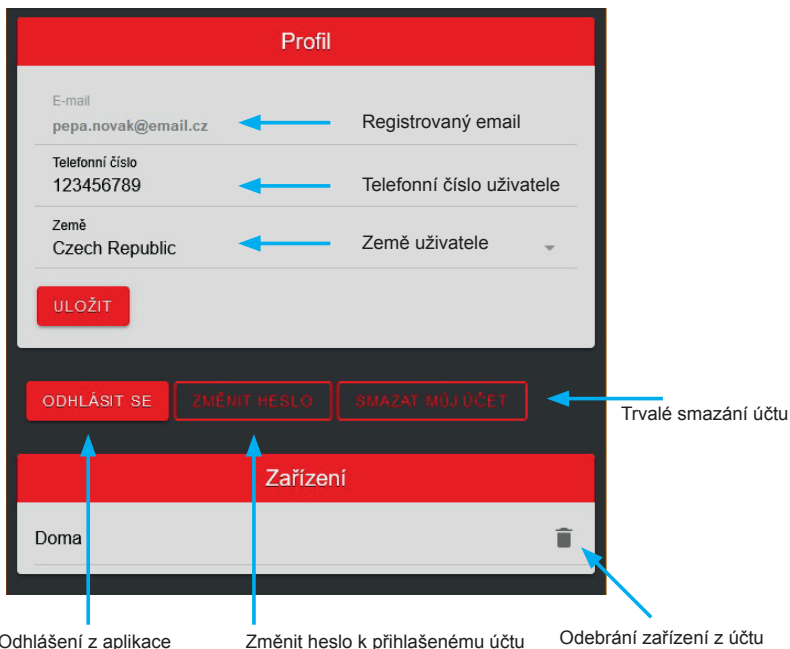 Profil
E-mail
pepa.novak@email.cz
Registrovaný email
Telefonní číslo
123456789
Telefonní číslo uživatele
Země
Czech Republic
Země uživatele
ULOŽIT
ODHLÁSIT SE
ZMĚNIT HESLO
SMAZAT MŮJ ÚČET
Trvalé smazání účtu
Zařízení
Doma
Odhlášení z aplikace
Změnit heslo k přihlašenému účtu
Odebrání zařízení z účtu